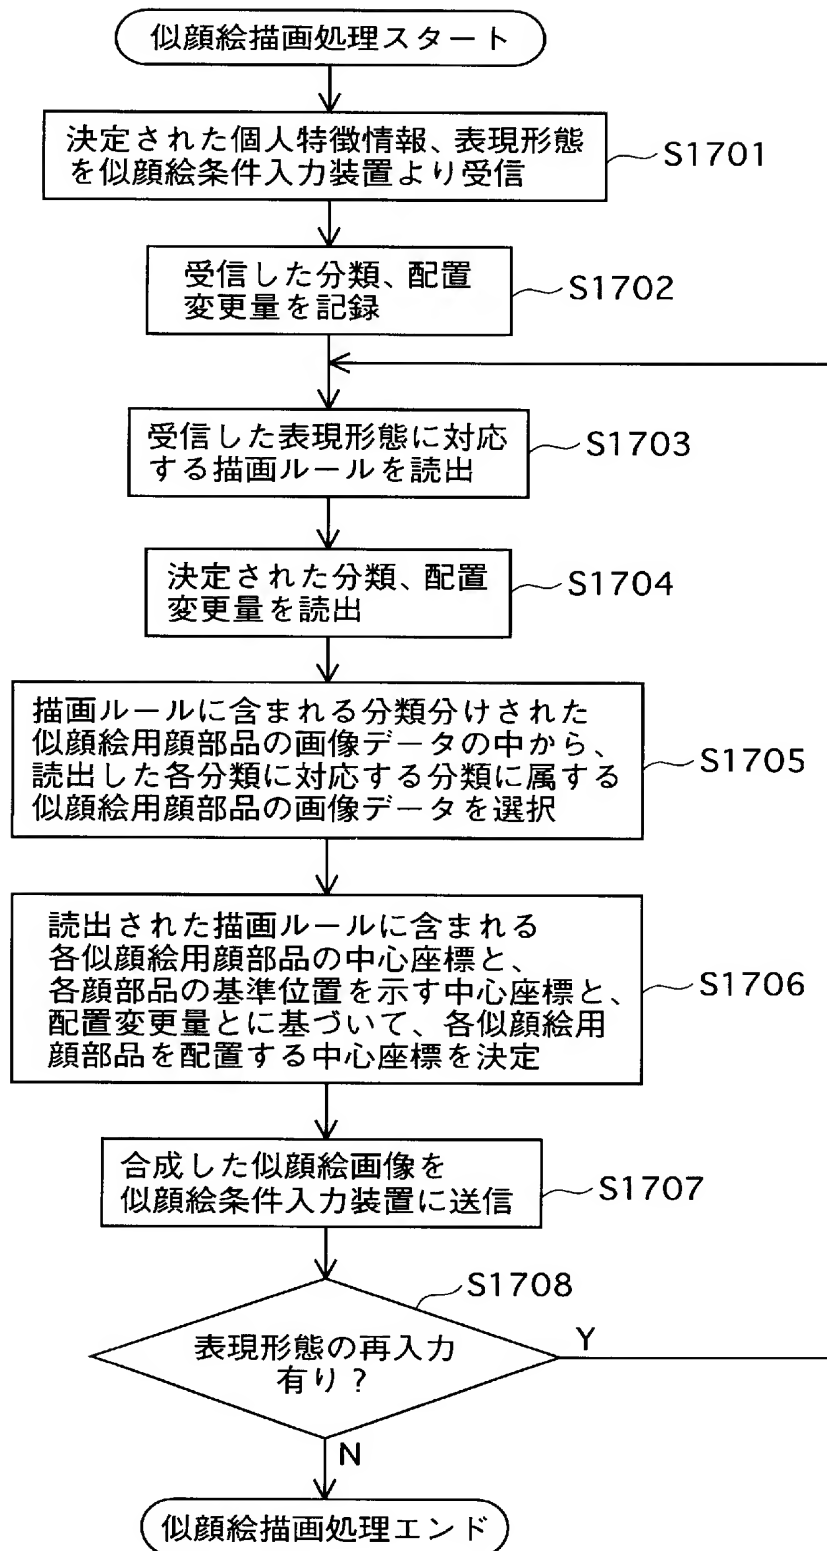 似顔絵描画処理スタート
決定された個人特徴情報、表現形態
を似顔絵条件入力装置より受信
S1701
受信した分類、配置
変更量を記録
S1702
受信した表現形態に対応
する描画ルールを読出
S1703
決定された分類、配置
変更量を読出
S1704
描画ルールに含まれる分類分けされた
似顔絵用顔部品の画像データの中から、
読出した各分類に対応する分類に属する
似顔絵用顔部品の画像データを選択
S1705
読出された描画ルールに含まれる
各似顔絵用顔部品の中心座標と、
各顔部品の基準位置を示す中心座標と、
配置変更量とに基づいて、各似顔絵用
顔部品を配置する中心座標を決定
S1706
合成した似顔絵画像を
似顔絵条件入力装置に送信
S1707
S1708
表現形態の再入力
有り?
Y
N
似顔絵描画処理エンド